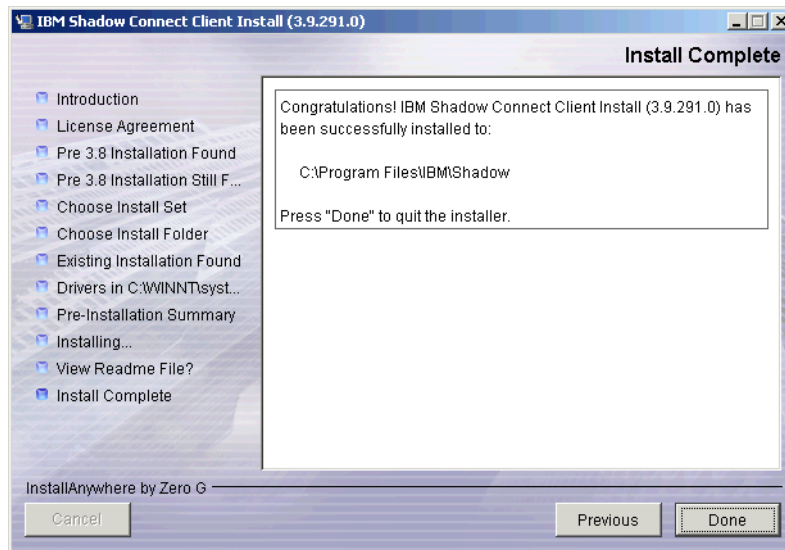 IBM Shadow Connect Client Install (3.9.291.0)
Install Complete
Introduction
License Agreement
Pre 3.8 Installation Found
Pre 3.8 Installation Still F...
Choose Install Set
Choose Install Folder
Existing Installation Found
Drivers in C:\WINNT\syst...
Pre-Installation Summary
Installing...
View Readme File?
Install Complete
Congratulations! IBM Shadow Connect Client Install (3.9.291.0) has
been successfully installed to:
C:\Program Files\IBM\Shadow
Press "Done" to quit the installer.
InstallAnywhere by Zero G
Cancel
Previous
Done